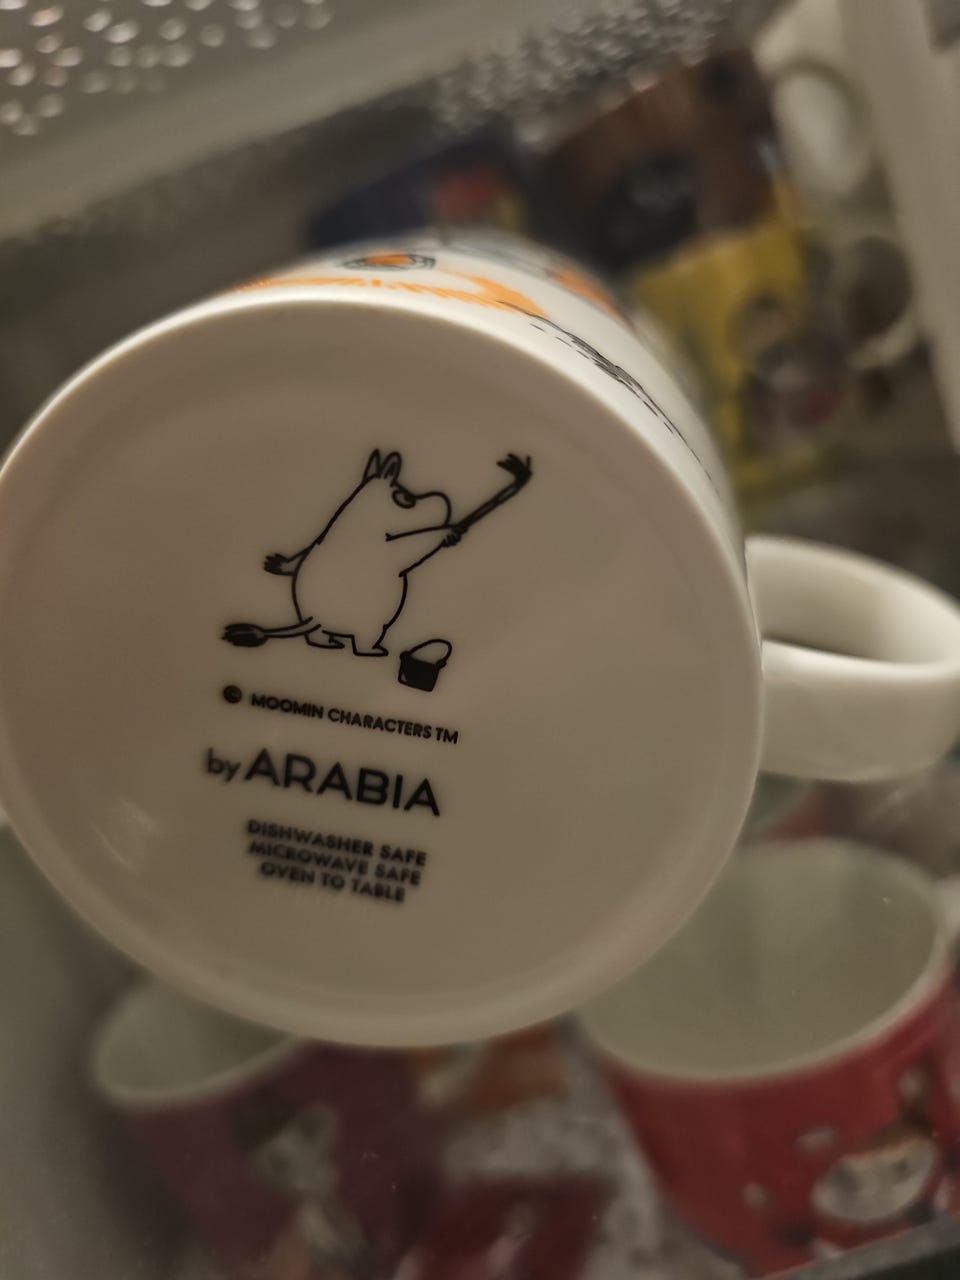 © MOOMIN CHARACTERS TM
by ARABIA
DISHWASHER SAFE
MICROWAVE SAFE
OVEN TO TABLE